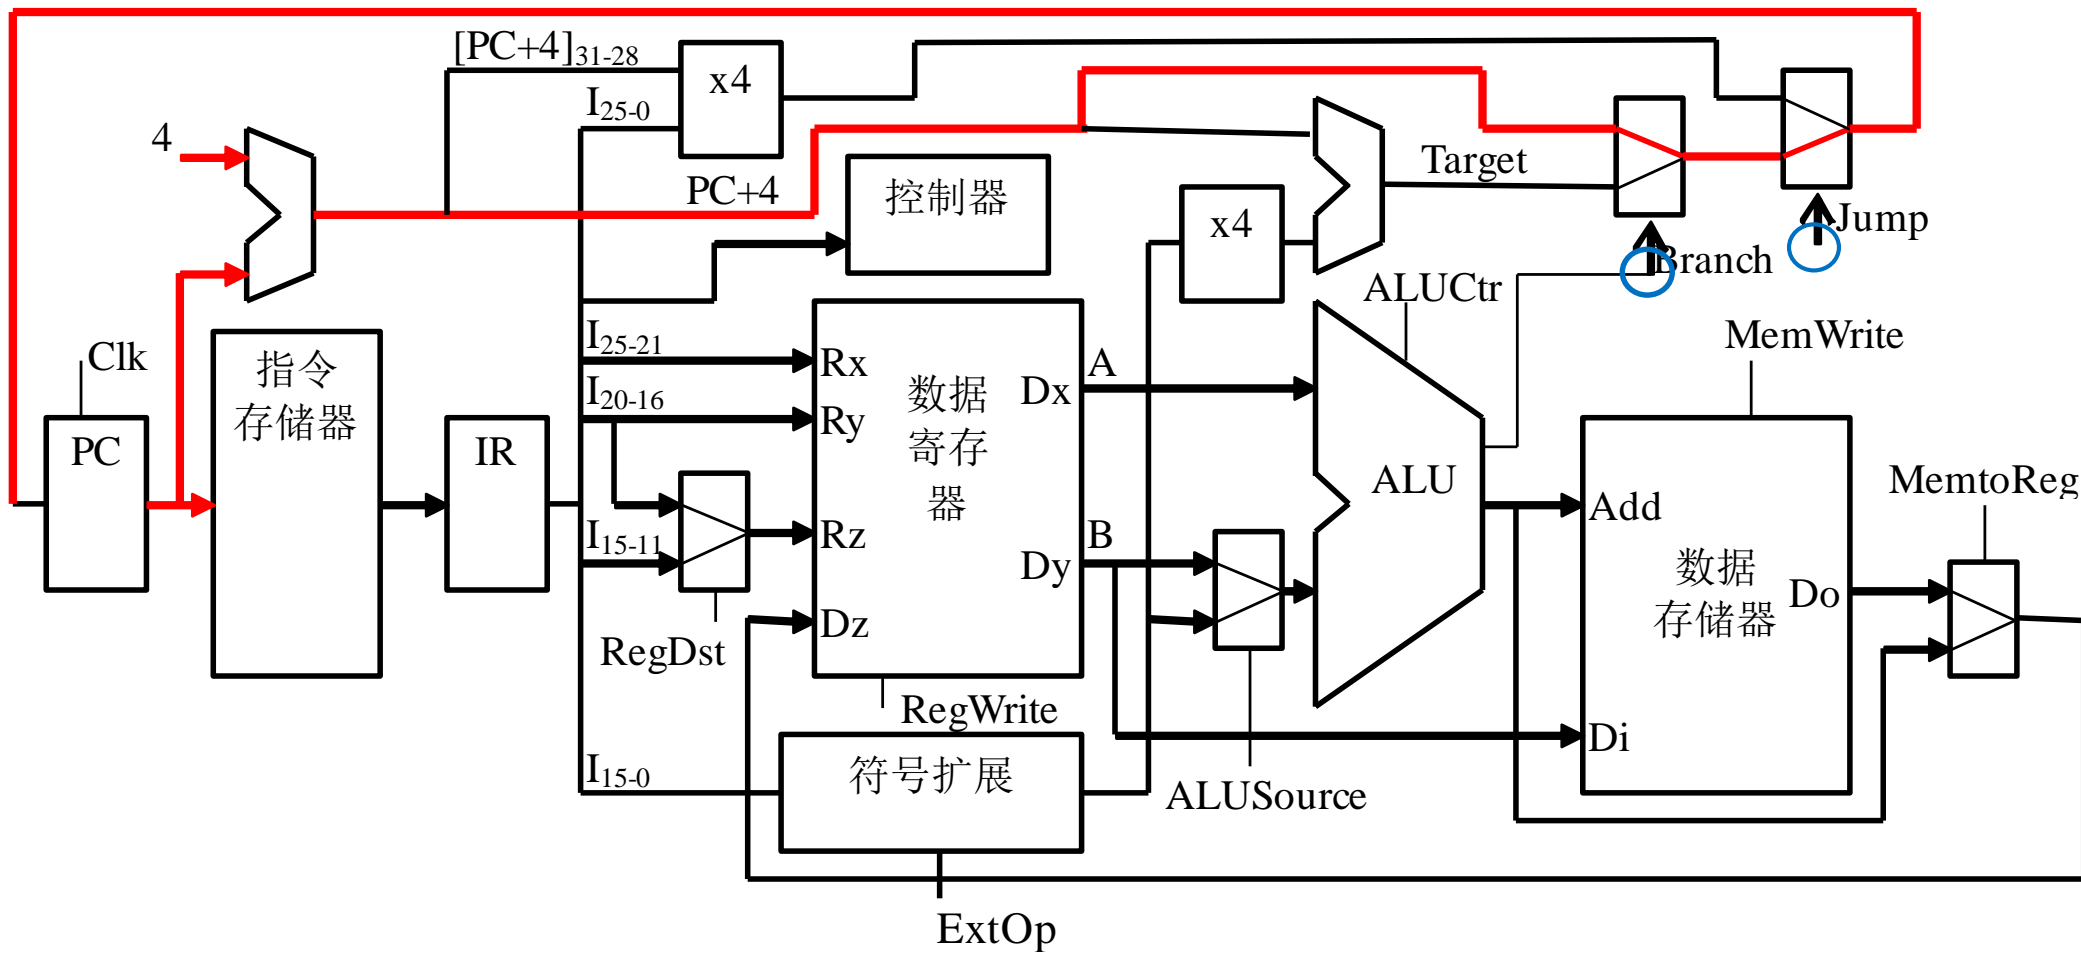 [PC+4]31-28
x4
I25-0
4
PC+4
控制器
Target
x4
Jump
Branch
ALUCtr
Clk
指令
存储器
I25-21
Rx
A
MemWrite
I20-16
Ry
数据
寄存
器
Dx
PC
IR
ALU
MemtoReg
Add
I15-11
Rz
B
Dy
数据
存储器
Do
Dz
RegDst
RegWrite
Di
I15-0
符号扩展
ALUSource
ExtOp